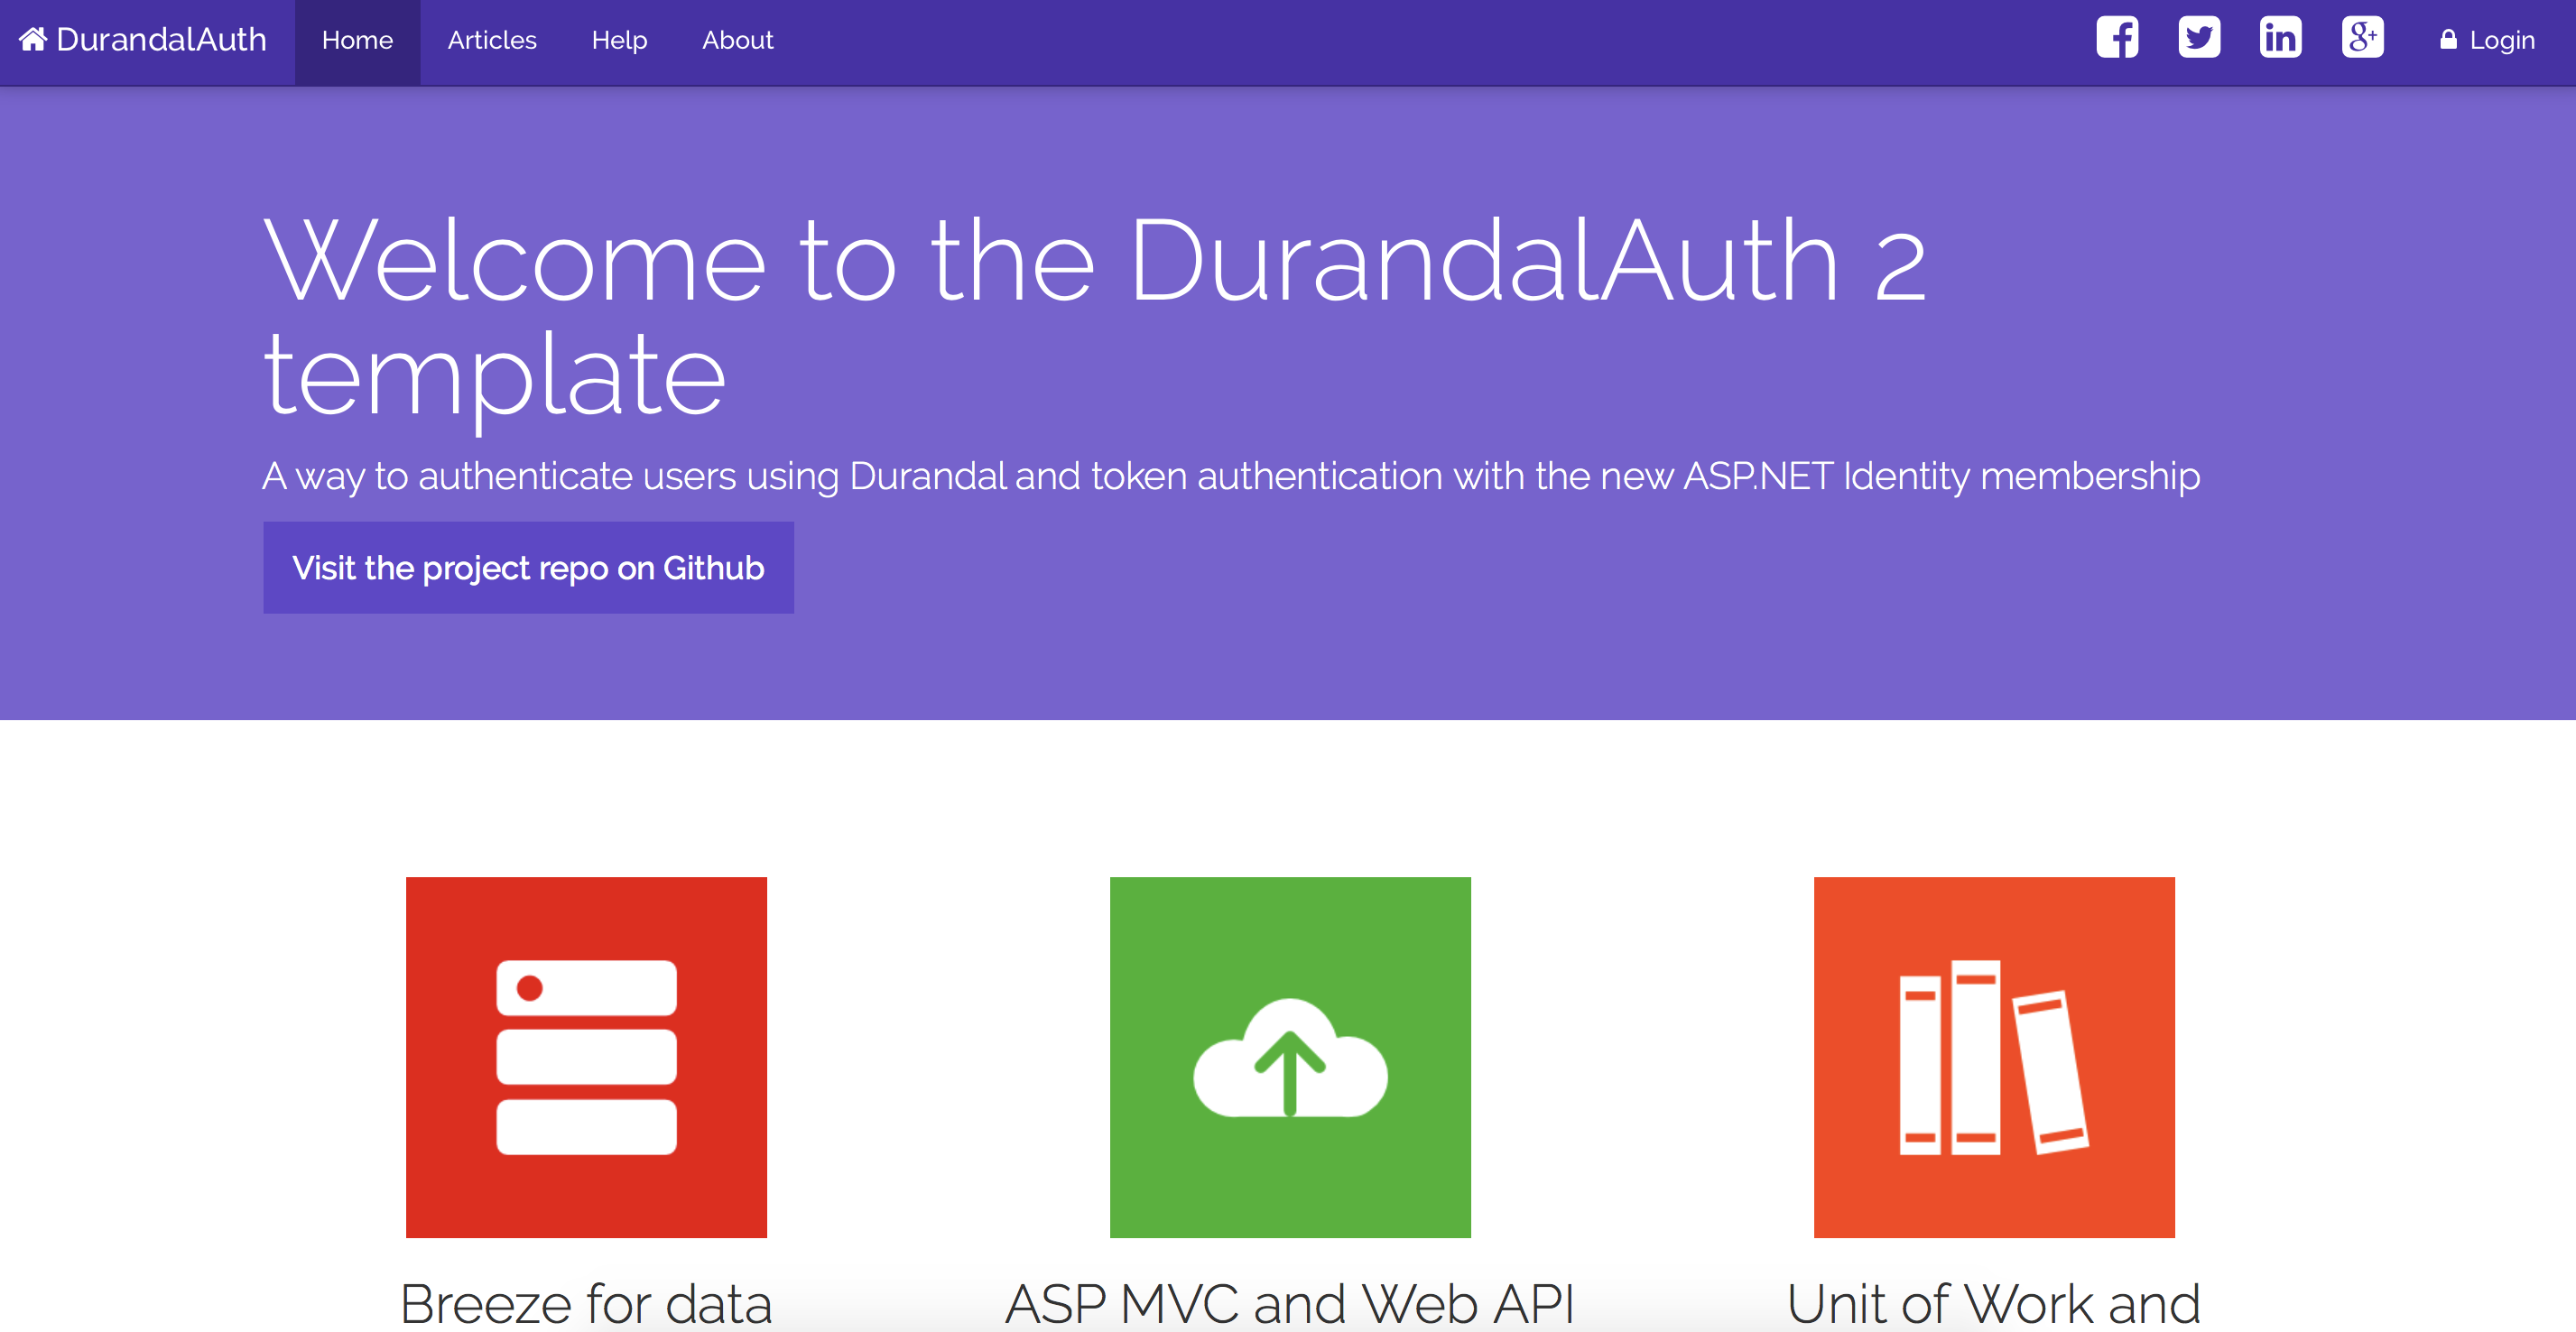 DurandalAuth Home Articles Help About Login
Welcome to the DurandalAuth 2
template
A way to authenticate users using Durandal and token authentication with the new ASP.NET Identity membership
Visit the project repo on Github
Breeze for data
ASP MVC and Web API
Unit of Work and